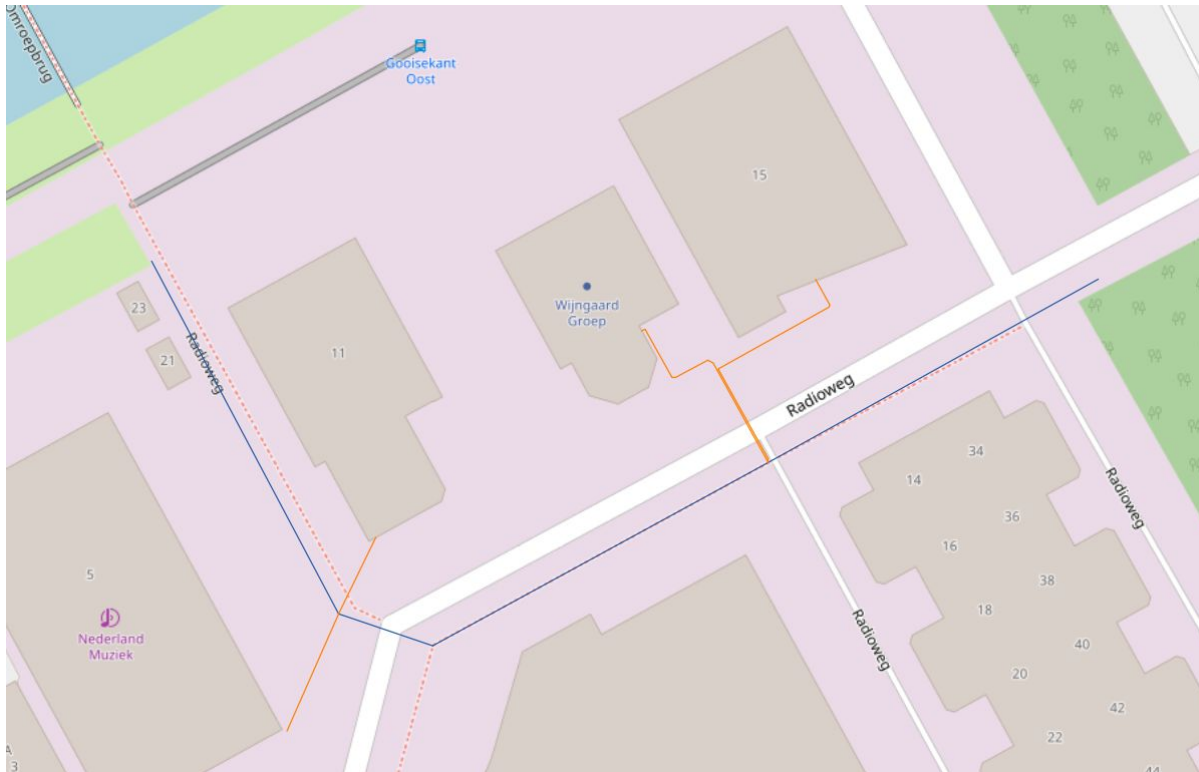 Omroepbrug
Gooisekant
Oost
15
23
Wijngaard
Groep
11
21
Radioweg
Radioweg
34
14
Radioweg
36
16
5
38
Nederland
Muziek
18
Radioweg
40
20
42
22
A
3
44